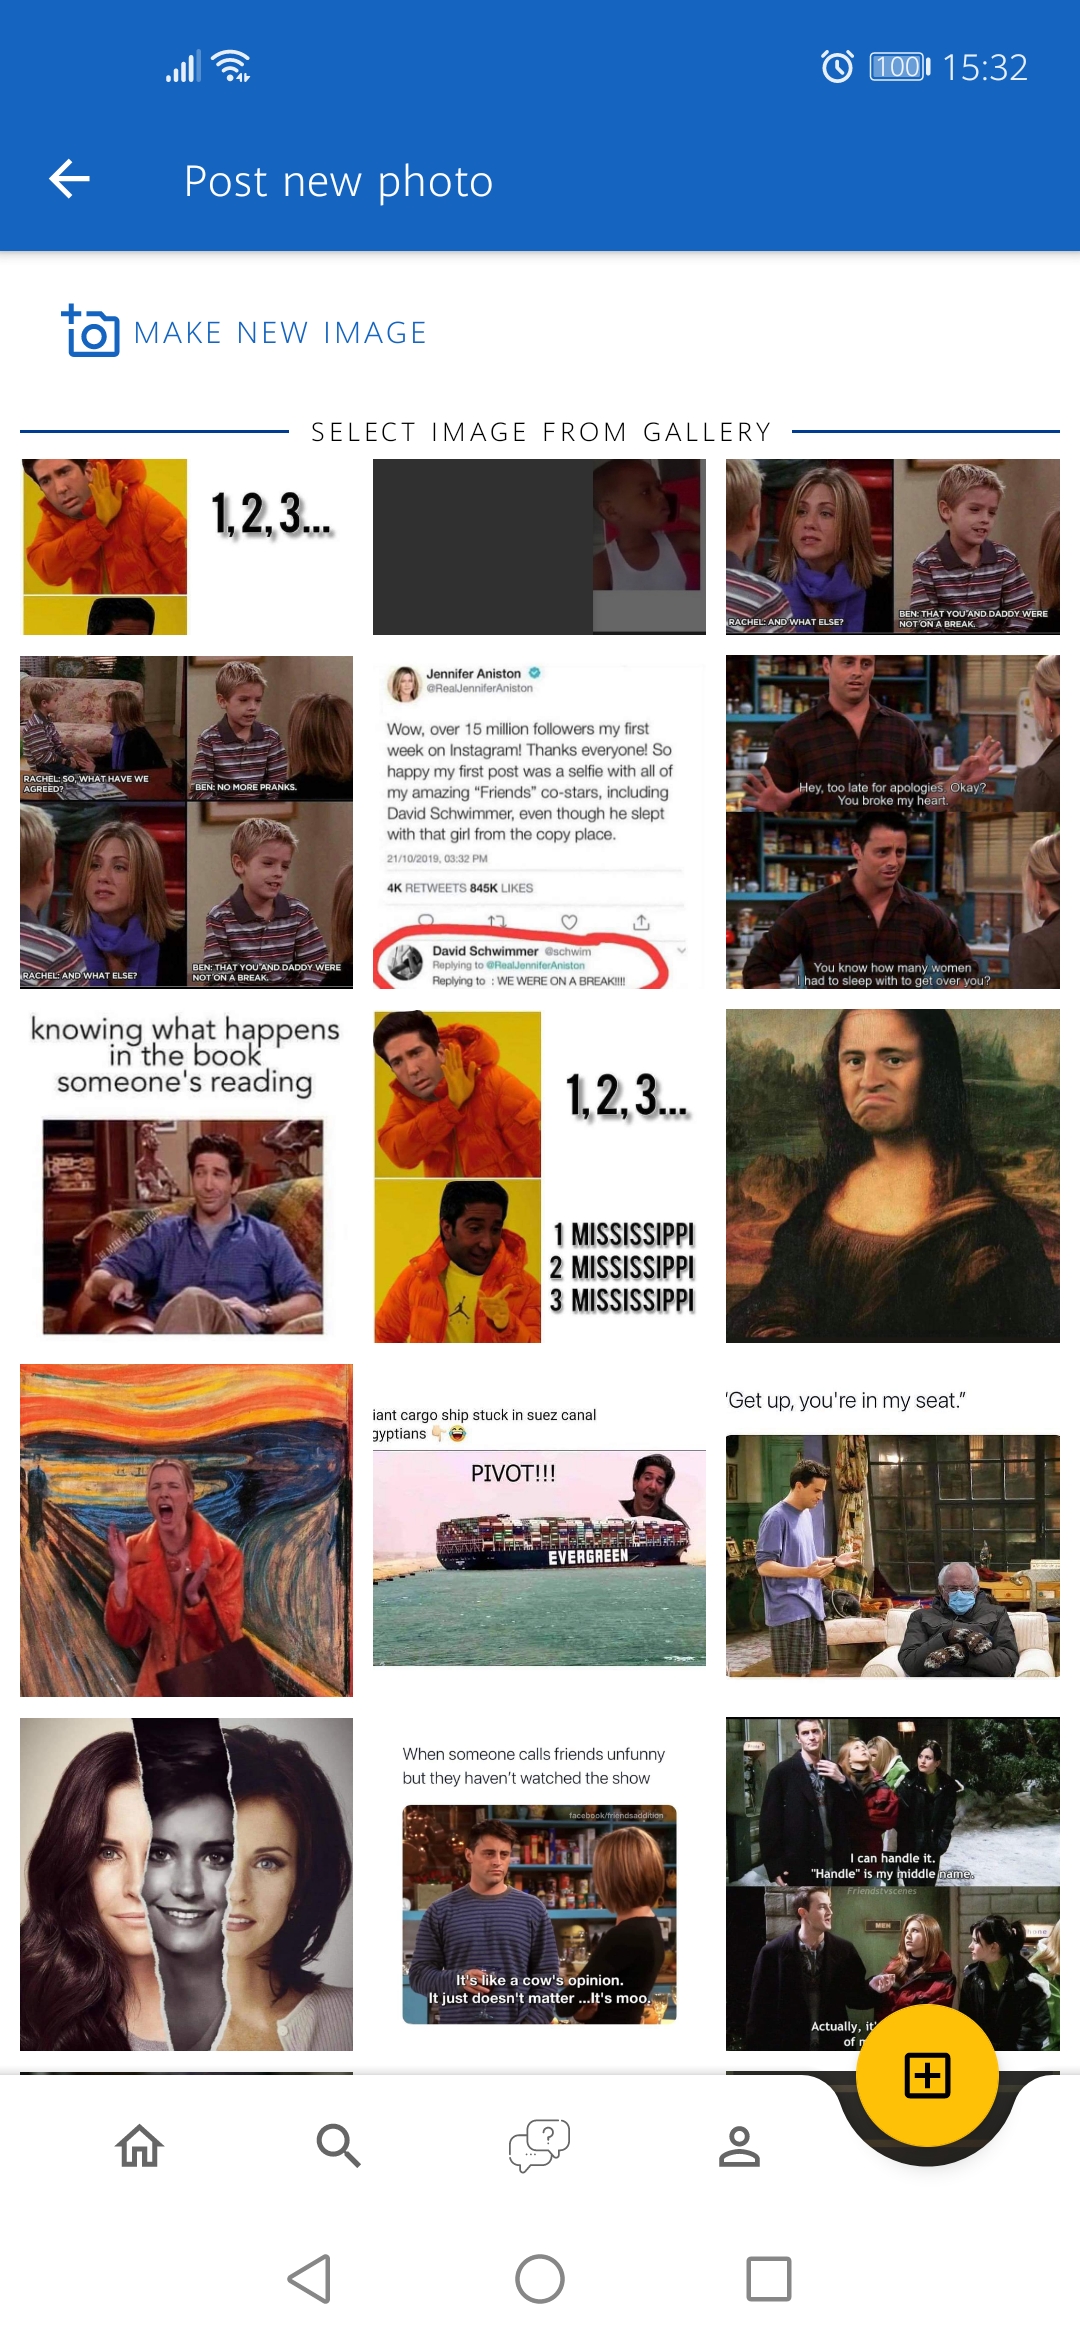 100 15:32
Post new photo
MAKE NEW IMAGE
SELECT IMAGE FROM GALLERY
1, 2, 3...
RACHEL: AND WHAT ELSE?
BEN: THAT YOU AND DADDY WERE
NOT ON A BREAK.
RACHEL: SO, WHAT HAVE WE
AGREED?
BEN: NO MORE PRANKS.
RACHEL: AND WHAT ELSE?
BEN: THAT YOU AND DADDY WERE
NOT ON A BREAK.
Jennifer Aniston
@RealJenniferAniston
Wow, over 15 million followers my first
week on Instagram! Thanks everyone! So
happy my first post was a selfie with all of
my amazing "Friends" co-stars, including
David Schwimmer, even though he slept
with that girl from the copy place.
21/10/2019, 03:32 PM
4K RETWEETS 845K LIKES
David Schwimmer @schwim
Replying to @RealJenniferAniston
Replying to : WE WERE ON A BREAK!!!!
Hey, too late for apologies. Okay?
You broke my heart.
You know how many women
I had to sleep with to get over you?
knowing what happens
in the book
someone's reading
1, 2, 3...
1 MISSISSIPPI
2 MISSISSIPPI
3 MISSISSIPPI
iant cargo ship stuck in suez canal
gyptians
PIVOT!!!
EVERGREEN
'Get up, you're in my seat."
When someone calls friends unfunny
but they haven't watched the show
facebook/friendsaddition
It's like a cow's opinion.
It just doesn't matter ...It's moo.
I can handle it.
"Handle" is my middle name.
Friendstvscenes
MEN
Actually, it'
of